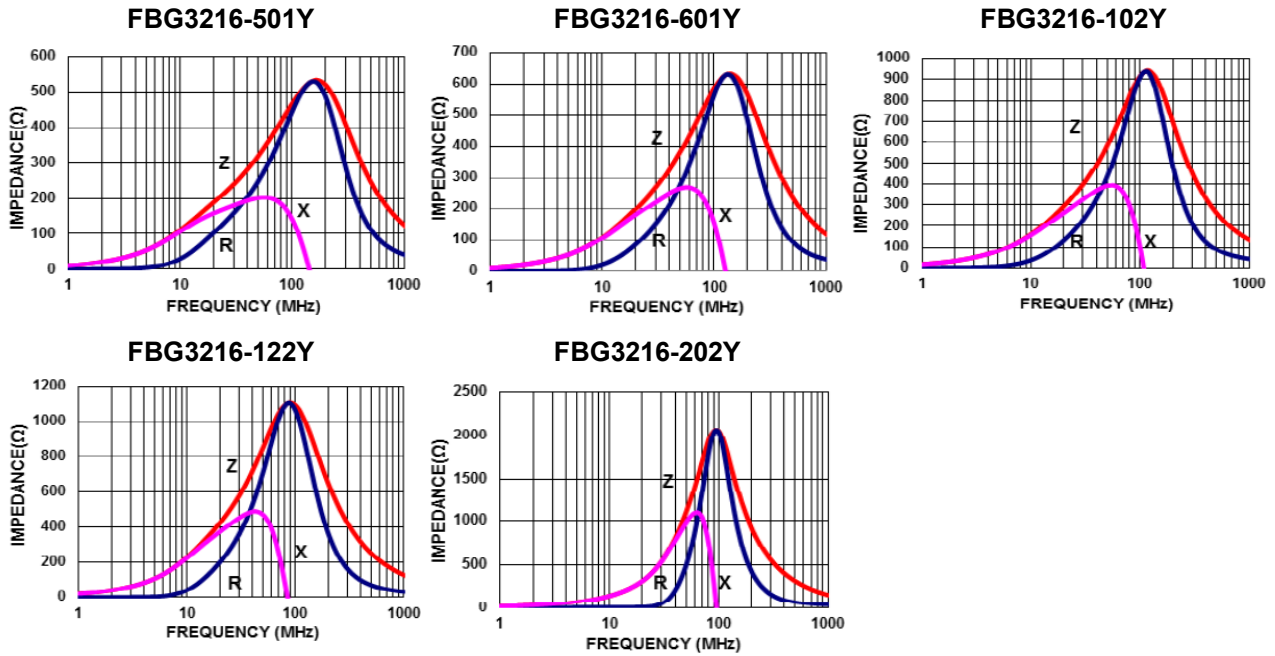 FBG3216-501Y
IMPEDANCE(Ω)
600
500
400
300
200
100
0
Z
X
R
1
10
100
1000
FREQUENCY (MHz)
FBG3216-601Y
IMPEDANCE(Ω)
700
600
500
400
300
200
100
0
Z
X
R
1
10
100
1000
FREQUENCY (MHz)
FBG3216-102Y
IMPEDANCE(Ω)
1000
900
800
700
600
500
400
300
200
100
0
Z
R
X
1
10
100
1000
FREQUENCY (MHz)
FBG3216-122Y
IMPEDANCE(Ω)
1200
1000
800
600
400
200
0
Z
X
R
1
10
100
1000
FREQUENCY (MHz)
FBG3216-202Y
IMPEDANCE(Ω)
2500
2000
1500
1000
500
0
Z
R
X
1
10
100
1000
FREQUENCY (MHz)